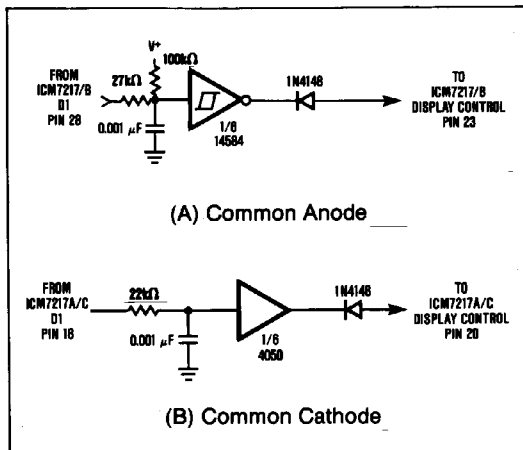 V+
100kΩ
FROM
ICM7217/B
D1
PIN 28
27kΩ
0.001 µF
1/6
14584
1N4148
TO
ICM7217/B
DISPLAY CONTROL
PIN 23
(A) Common Anode
FROM
ICM7217A/C
D1
PIN 18
22kΩ
0.001 µF
1/6
4050
1N4148
TO
ICM7217A/C
DISPLAY CONTROL
PIN 20
(B) Common Cathode